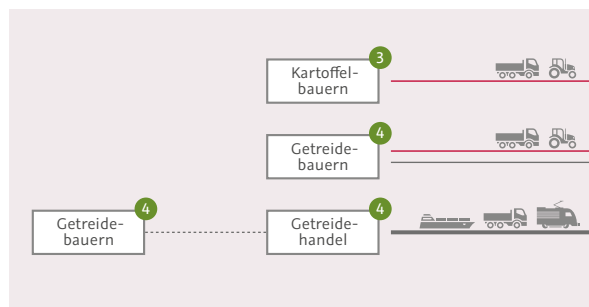 3
Kartoffel-
bauern
4
Getreide-
bauern
4
Getreide-
bauern
4
Getreide-
handel